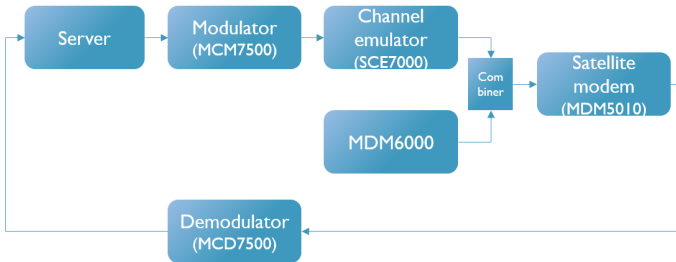 Server
Modulator
(MCM7500)
Channel
emulator
(SCE7000)
Com
biner
Satellite
modem
(MDM5010)
MDM6000
Demodulator
(MCD7500)